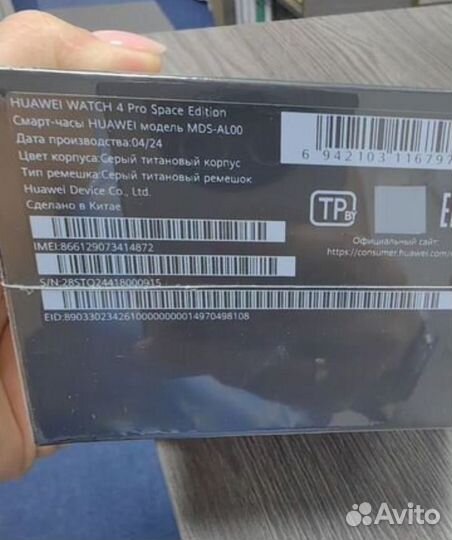 HUAWEI WATCH 4 Pro Space Edition
Смарт-часы HUAWEI модель MDS-AL00
Дата производства:04/24
Цвет корпуса:Серый титановый корпус
Тип ремешка:Серый титановый ремешок
Huawei Device Co., Ltd.
Сделано в Китае
6 942103 116797
TP BY
Официальный сайт:
https://consumer.huawei.com/
IMEI:866129073414872
S/N:28STQ24418000915
EID:89033023426100000000014970498108
Avito